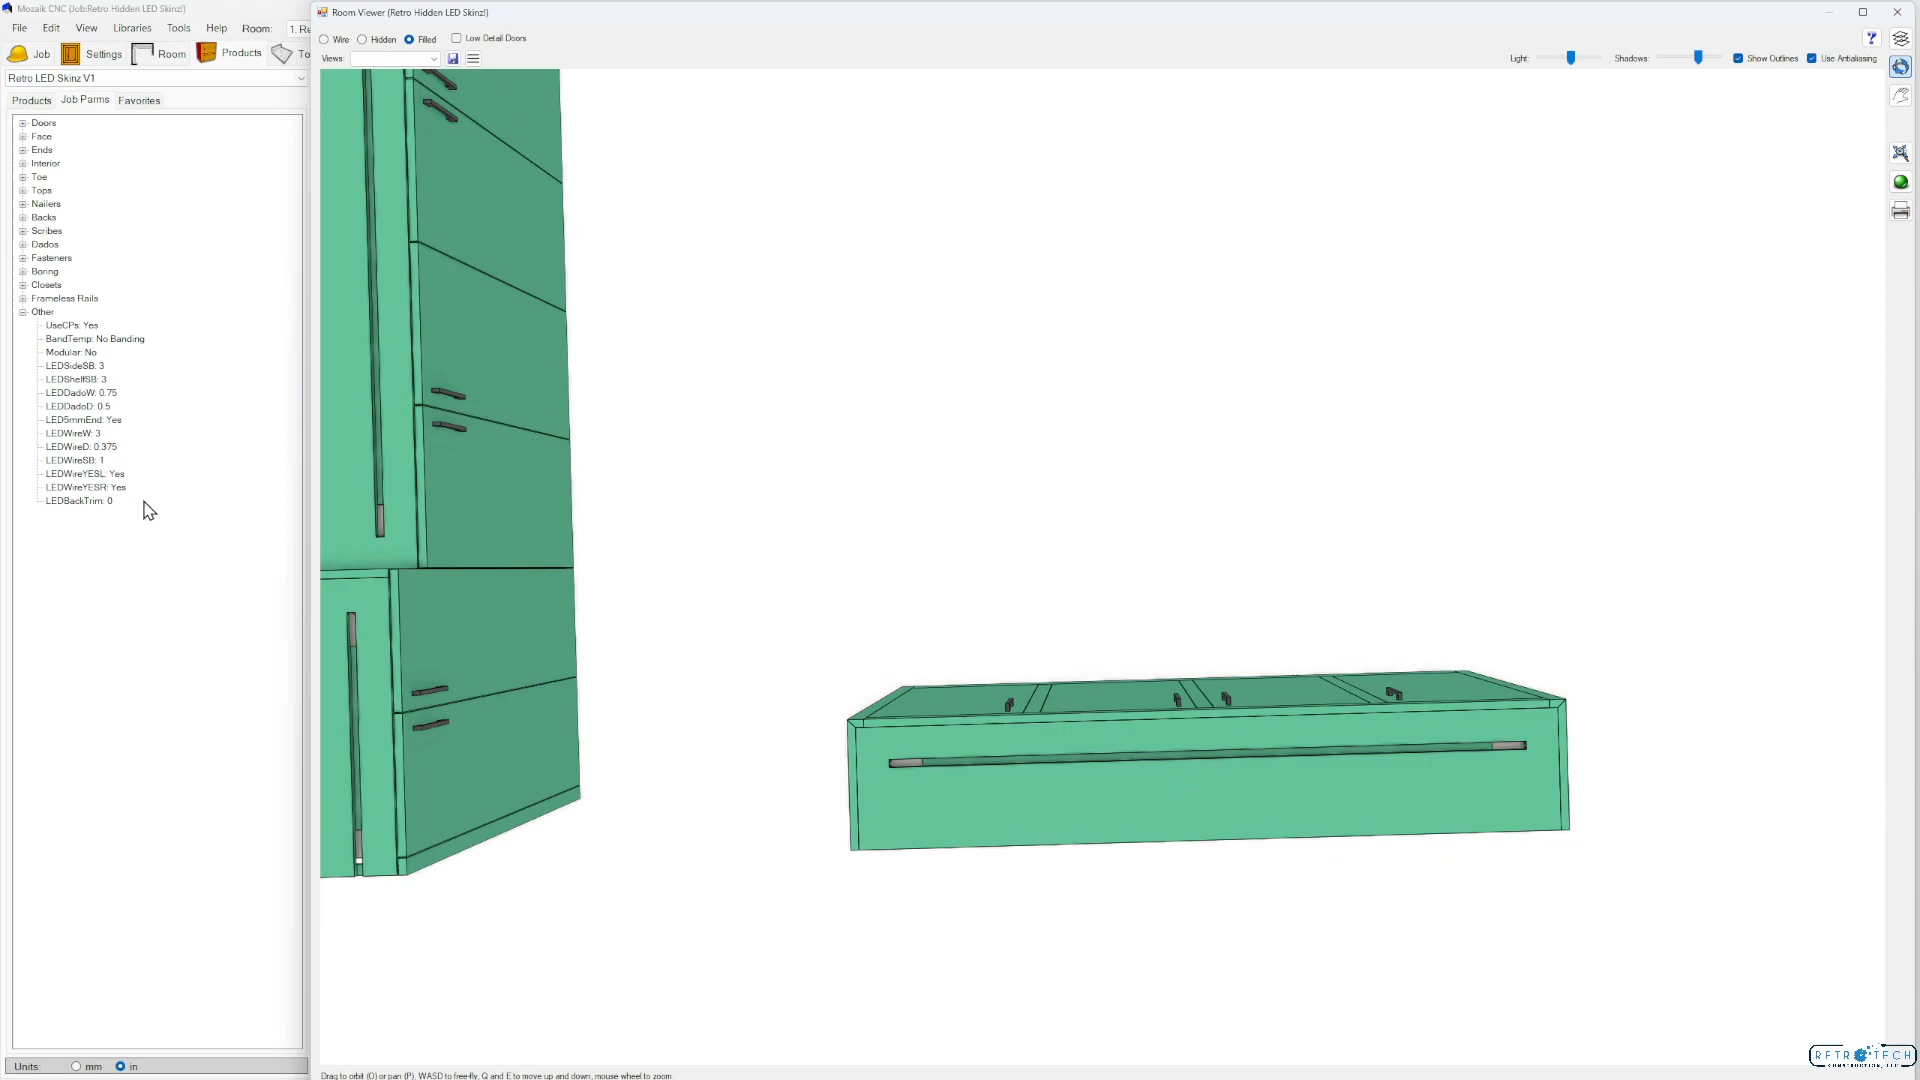 Mozaik CNC (Job:Retro Hidden LED Skinz!)
File Edit View Libraries Tools Help Room: 1. Re
Job Settings Room Products To
Retro LED Skinz V1
Products Job Parms Favorites
Doors
Face
Ends
Interior
Toe
Tops
Nailers
Backs
Scribes
Dados
Fasteners
Boring
Closets
Frameless Rails
Other
UseCPs: Yes
BandTemp: No Banding
Modular: No
LEDSideSB: 3
LEDShelfSB: 3
LEDDadoW: 0.75
LEDDadoD: 0.5
LED5mmEnd: Yes
LEDWireW: 3
LEDWireD: 0.375
LEDWireSB: 1
LEDWireYESL: Yes
LEDWireYESR: Yes
LEDBackTrim: 0
Units: mm in
Room Viewer (Retro Hidden LED Skinz!)
Wire Hidden Filled Low Detail Doors
Views: Light: Shadows: Show Outlines Use Antialiasing
Drag to orbit (O) or pan (P), WASD to free-fly, Q and E to move up and down, mouse wheel to zoom.
RETROTECH
CONSTRUCTION, LLC